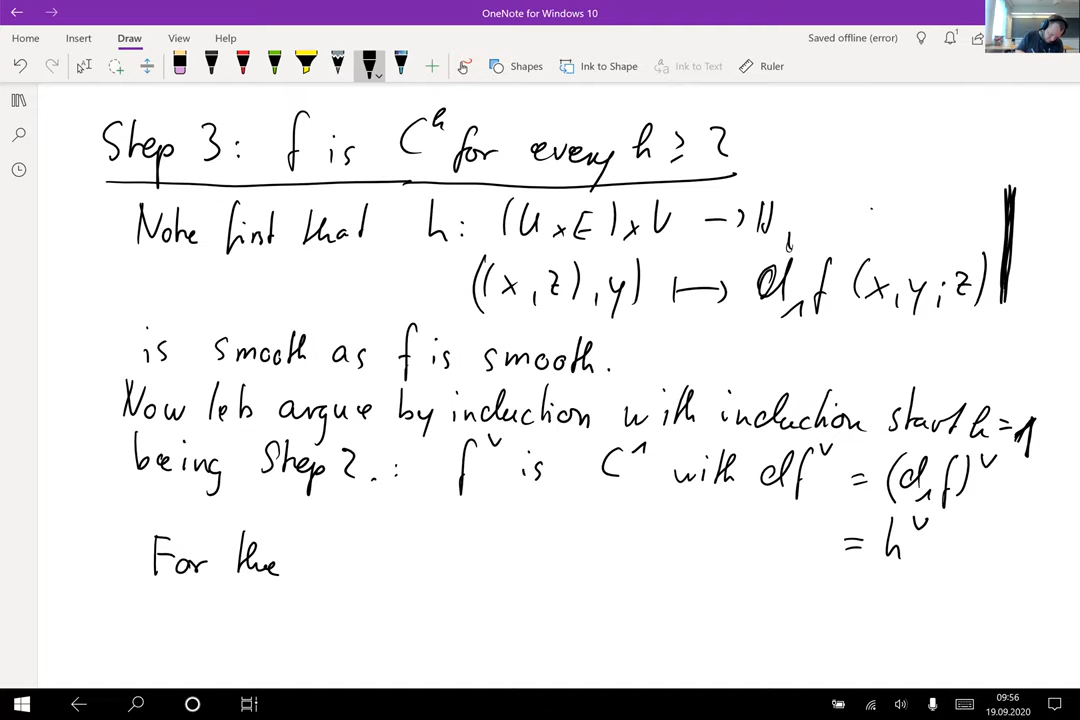 OneNote for Windows 10
Home Insert Draw View Help Saved offline (error)
Shapes Ink to Shape Ink to Text Ruler
Step 3: f is C^k for every k ≥ 2
Note first that h: (U × E) × V → H,
((x, z), y) ↦ d₁f (x, y; z)
is smooth as f is smooth.
Now lets argue by induction with induction start k = 1
being Step 2.: f^∨ is C^1 with df^∨ = (d₁f)^∨
= h^∨
For the
09:56
19.09.2020